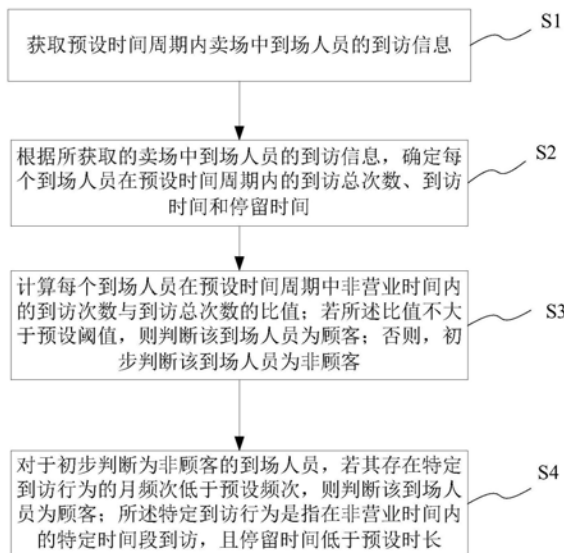 获取预设时间周期内卖场中到场人员的到访信息
S1
根据所获取的卖场中到场人员的到访信息，确定每
个到场人员在预设时间周期内的到访总次数、到访
时间和停留时间
S2
计算每个到场人员在预设时间周期中非营业时间内
的到访次数与到访总次数的比值；若所述比值不大
于预设阈值，则判断该到场人员为顾客；否则，初
步判断该到场人员为非顾客
S3
对于初步判断为非顾客的到场人员，若其存在特定
到访行为的月频次低于预设频次，则判断该到场人
员为顾客；所述特定到访行为是指在非营业时间内
的特定时间段到访，且停留时间低于预设时长
S4